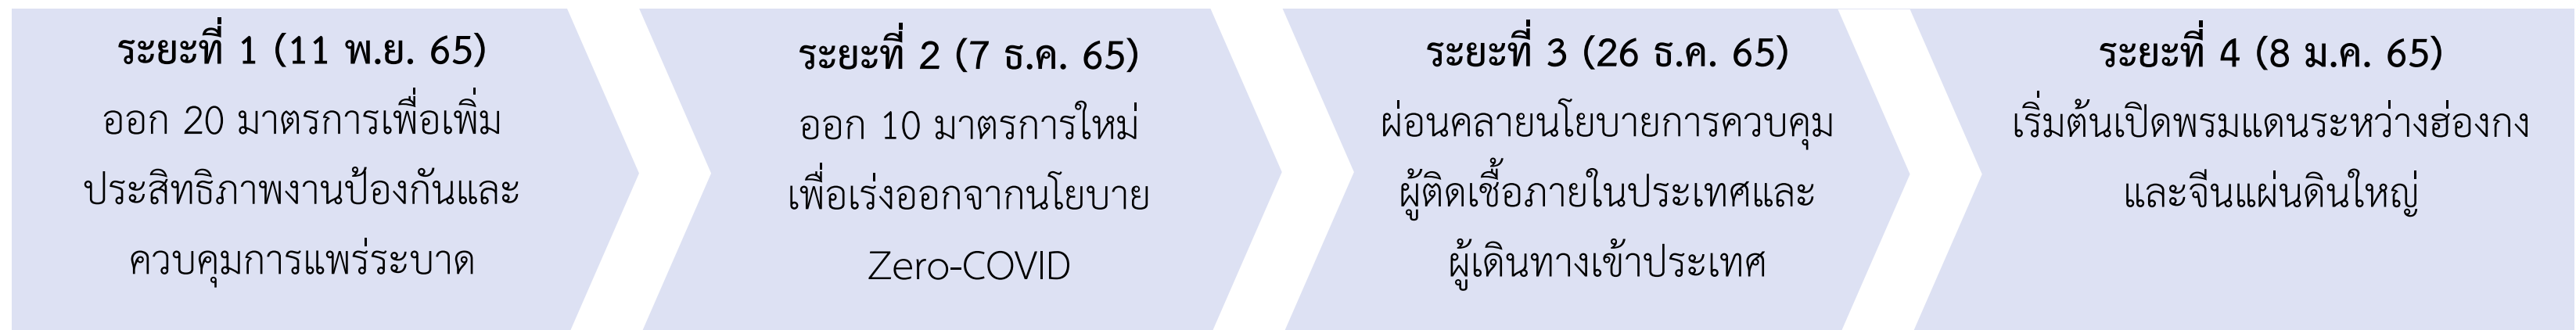 ระยะที่ 1 (11 พ.ย. 65)
ออก 20 มาตรการเพื่อเพิ่ม
ประสิทธิภาพงานป้องกันและ
ควบคุมการแพร่ระบาด
ระยะที่ 2 (7 ธ.ค. 65)
ออก 10 มาตรการใหม่
เพื่อเร่งออกจากนโยบาย
Zero-COVID
ระยะที่ 3 (26 ธ.ค. 65)
ผ่อนคลายนโยบายการควบคุม
ผู้ติดเชื้อภายในประเทศและ
ผู้เดินทางเข้าประเทศ
ระยะที่ 4 (8 ม.ค. 65)
เริ่มต้นเปิดพรมแดนระหว่างฮ่องกง
และจีนแผ่นดินใหญ่